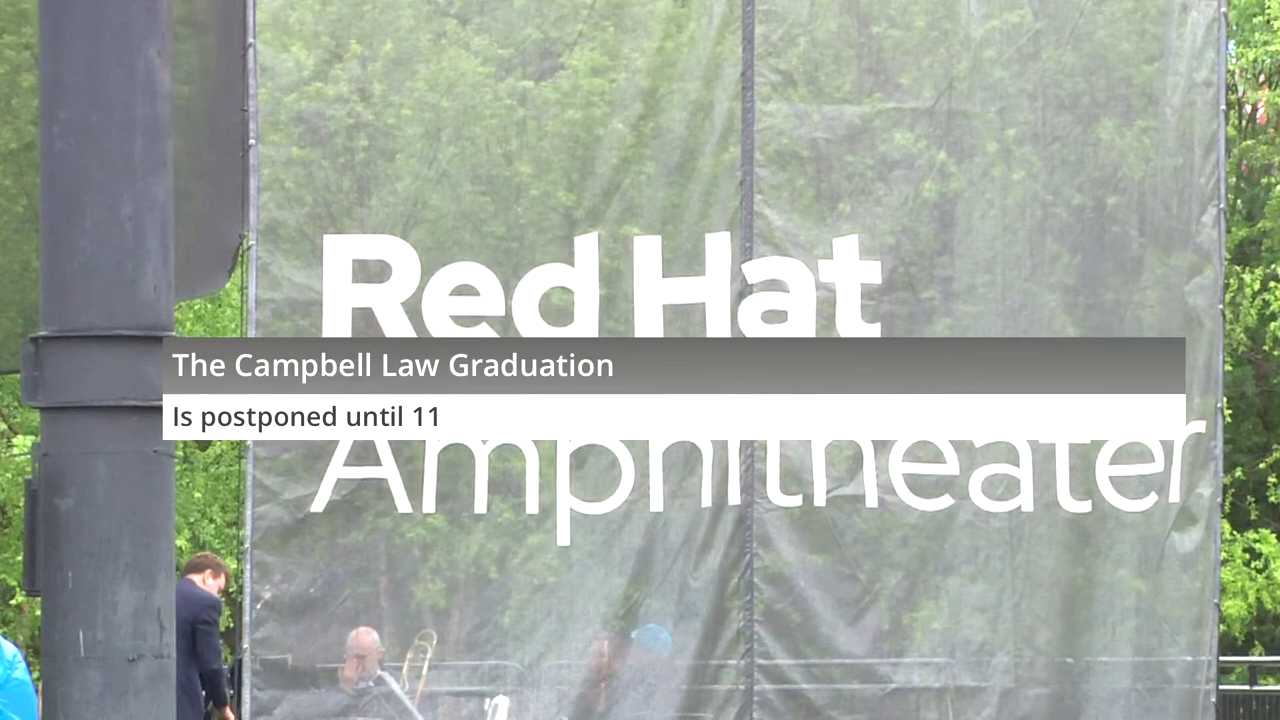 Red Hat
The Campbell Law Graduation
Is postponed until 11
Amphitheater